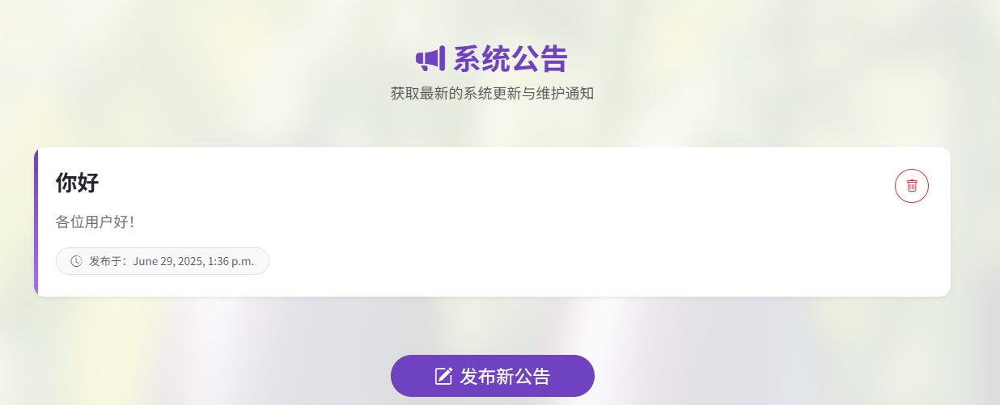 系统公告
获取最新的系统更新与维护通知
你好
各位用户好！
发布于：June 29, 2025, 1:36 p.m.
发布新公告